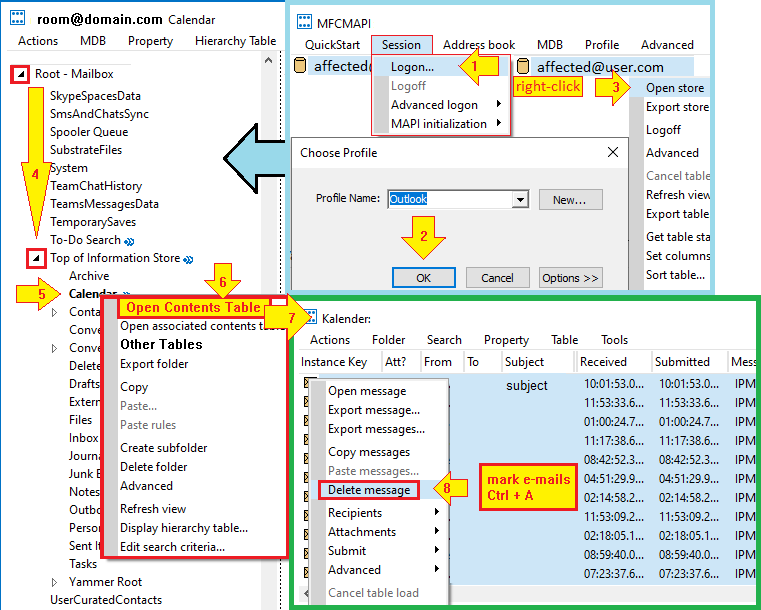 room@domain.com Calendar
Actions MDB Property Hierarchy Table
Root - Mailbox
SkypeSpacesData
SmsAndChatsSync
Spooler Queue
SubstrateFiles
System
TeamChatHistory
TeamsMessagesData
TemporarySaves
To-Do Search
Top of Information Store
Archive
Calendar
Conta
Conve
Conve
Delete
Drafts
Extern
Files
Inbox
Journa
Junk E
Notes
Outbo
Person
Sent It
Tasks
Yammer Root
UserCuratedContacts
4
5
6
Open Contents Table
Open associated contents table
Other Tables
Export folder
Copy
Paste...
Paste rules
Create subfolder
Delete folder
Advanced
Refresh view
Display hierarchy table...
Edit search criteria...
MFCMAPI
QuickStart Session Address book MDB Profile Advanced
affected@
Logon...
1
Logoff
Advanced logon
MAPI initialization
affected@user.com
right-click
3
Open store
Export store
Logoff
Advanced
Cancel table
Refresh view
Export table
Get table sta
Set columns
Sort table...
Choose Profile
Profile Name: Outlook New...
2
OK Cancel Options >>
7
Kalender:
Actions Folder Search Property Table Tools
Instance Key Att? From To Subject Received Submitted Mess
subject 10:01:53.0... 10:01:53.0... IPM
11:53:33.6... 11:53:33.6... IPM
01:00:24.7... 01:00:24.7... IPM
11:17:38.6... 11:17:38.6... IPM
08:42:52.3... 08:42:52.3... IPM
04:51:29.9... 04:51:29.9... IPM
02:14:58.2... 02:14:58.2... IPM
11:53:09.2... 11:53:09.2... IPM
02:18:05.1... 02:18:05.1... IPM
08:59:40.0... 08:59:40.0... IPM
07:23:37.6... 07:23:37.6... IPM
Open message
Export message...
Export messages...
Copy messages
Paste messages...
Delete message
8
mark e-mails
Ctrl + A
Recipients
Attachments
Submit
Advanced
Cancel table load